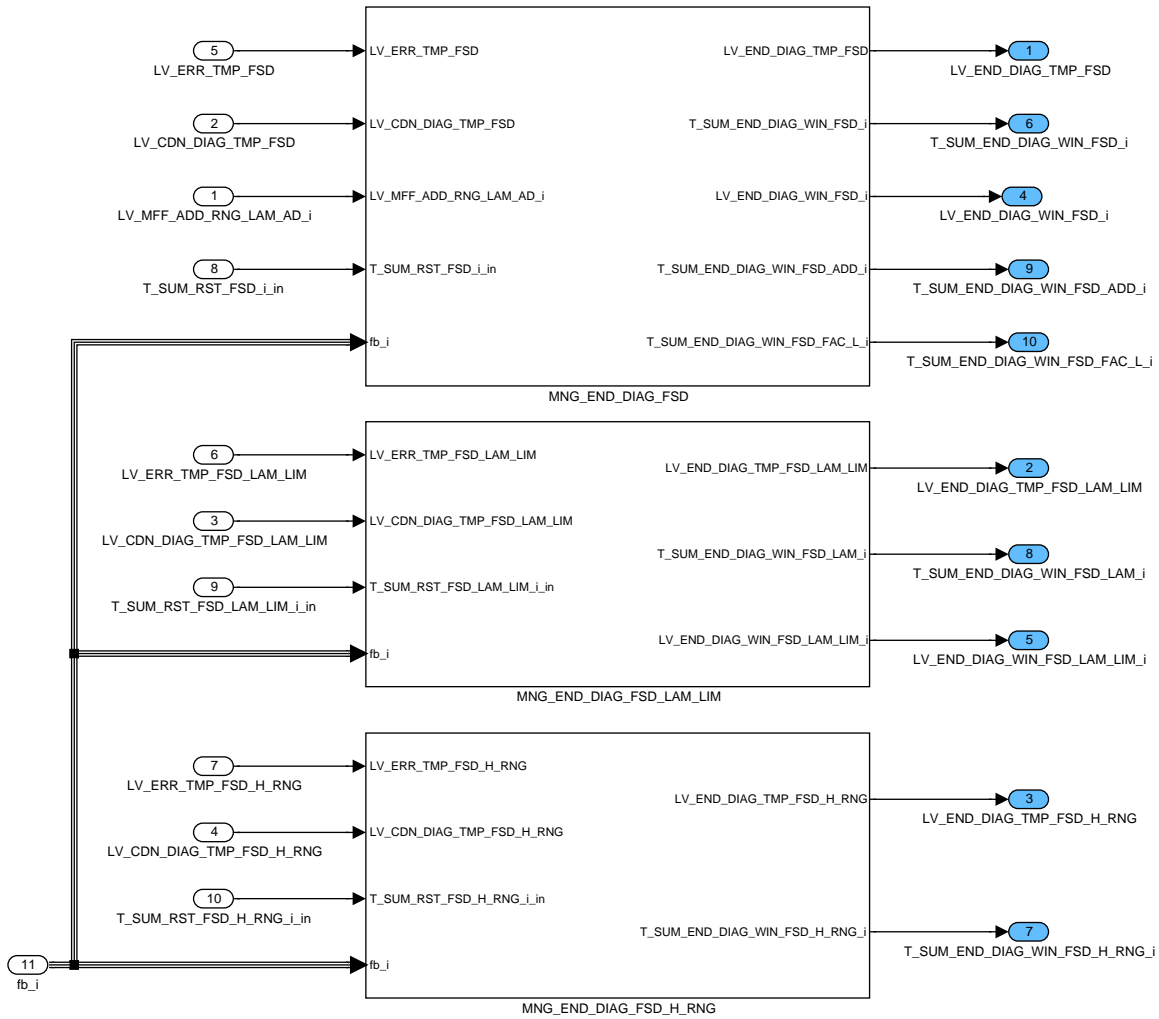 5
LV_ERR_TMP_FSD
2
LV_CDN_DIAG_TMP_FSD
1
LV_MFF_ADD_RNG_LAM_AD_i
8
T_SUM_RST_FSD_i_in
LV_ERR_TMP_FSD
LV_CDN_DIAG_TMP_FSD
LV_MFF_ADD_RNG_LAM_AD_i
T_SUM_RST_FSD_i_in
fb_i
LV_END_DIAG_TMP_FSD
T_SUM_END_DIAG_WIN_FSD_i
LV_END_DIAG_WIN_FSD_i
T_SUM_END_DIAG_WIN_FSD_ADD_i
T_SUM_END_DIAG_WIN_FSD_FAC_L_i
MNG_END_DIAG_FSD
1
LV_END_DIAG_TMP_FSD
6
T_SUM_END_DIAG_WIN_FSD_i
4
LV_END_DIAG_WIN_FSD_i
9
T_SUM_END_DIAG_WIN_FSD_ADD_i
10
T_SUM_END_DIAG_WIN_FSD_FAC_L_i
6
LV_ERR_TMP_FSD_LAM_LIM
3
LV_CDN_DIAG_TMP_FSD_LAM_LIM
9
T_SUM_RST_FSD_LAM_LIM_i_in
LV_ERR_TMP_FSD_LAM_LIM
LV_CDN_DIAG_TMP_FSD_LAM_LIM
T_SUM_RST_FSD_LAM_LIM_i_in
fb_i
LV_END_DIAG_TMP_FSD_LAM_LIM
T_SUM_END_DIAG_WIN_FSD_LAM_i
LV_END_DIAG_WIN_FSD_LAM_LIM_i
MNG_END_DIAG_FSD_LAM_LIM
2
LV_END_DIAG_TMP_FSD_LAM_LIM
8
T_SUM_END_DIAG_WIN_FSD_LAM_i
5
LV_END_DIAG_WIN_FSD_LAM_LIM_i
7
LV_ERR_TMP_FSD_H_RNG
4
LV_CDN_DIAG_TMP_FSD_H_RNG
10
T_SUM_RST_FSD_H_RNG_i_in
11
fb_i
LV_ERR_TMP_FSD_H_RNG
LV_CDN_DIAG_TMP_FSD_H_RNG
T_SUM_RST_FSD_H_RNG_i_in
fb_i
LV_END_DIAG_TMP_FSD_H_RNG
T_SUM_END_DIAG_WIN_FSD_H_RNG_i
MNG_END_DIAG_FSD_H_RNG
3
LV_END_DIAG_TMP_FSD_H_RNG
7
T_SUM_END_DIAG_WIN_FSD_H_RNG_i